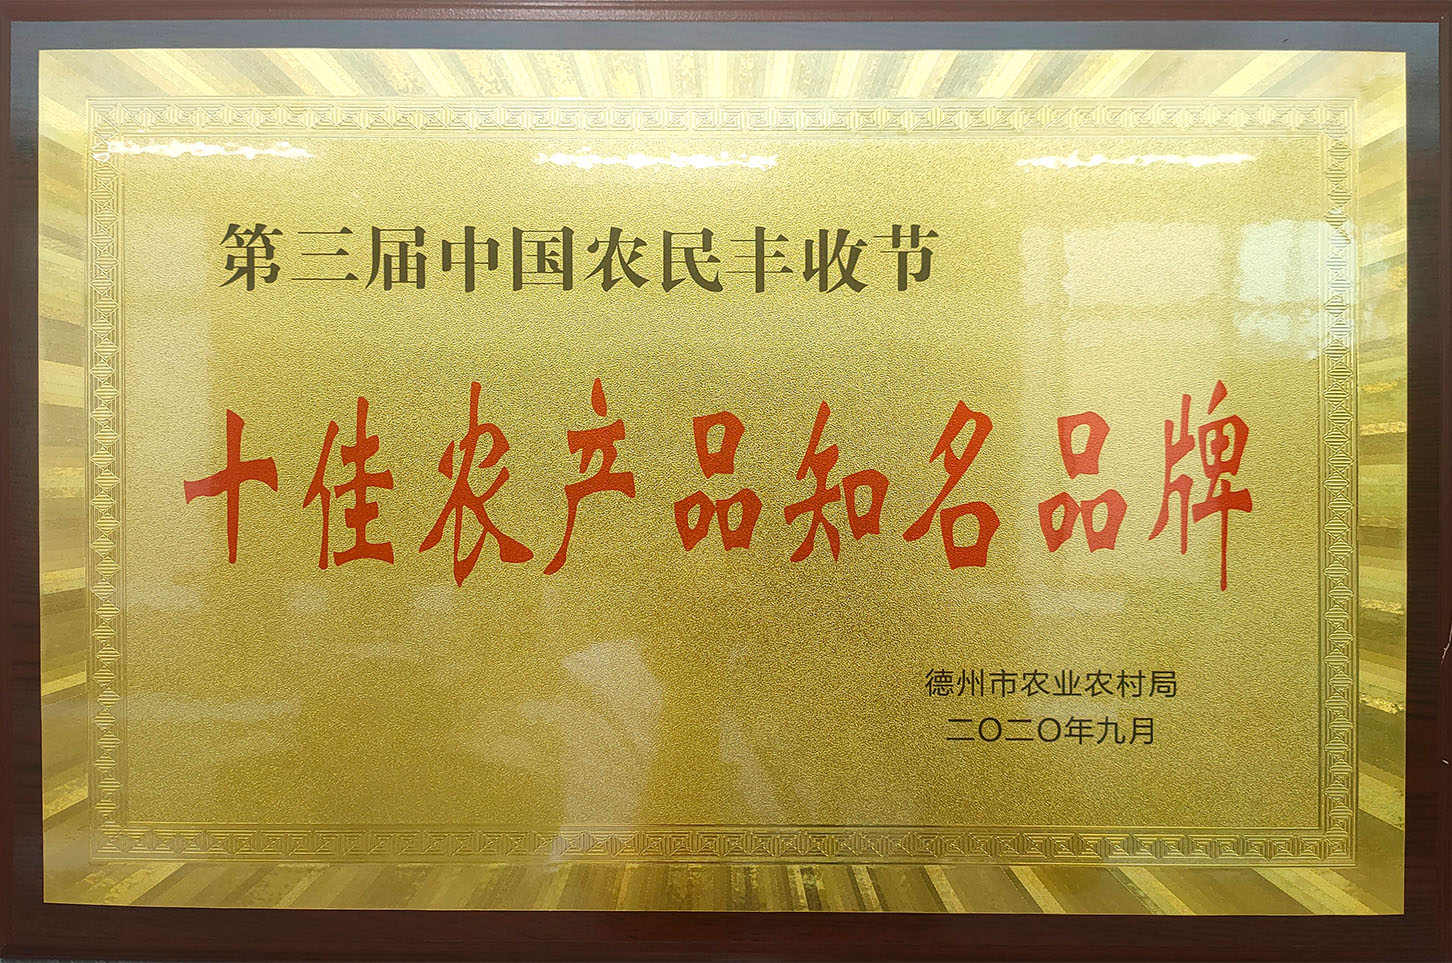 第三届中国农民丰收节
十佳农产品知名品牌
德州市农业农村局
二〇二〇年九月